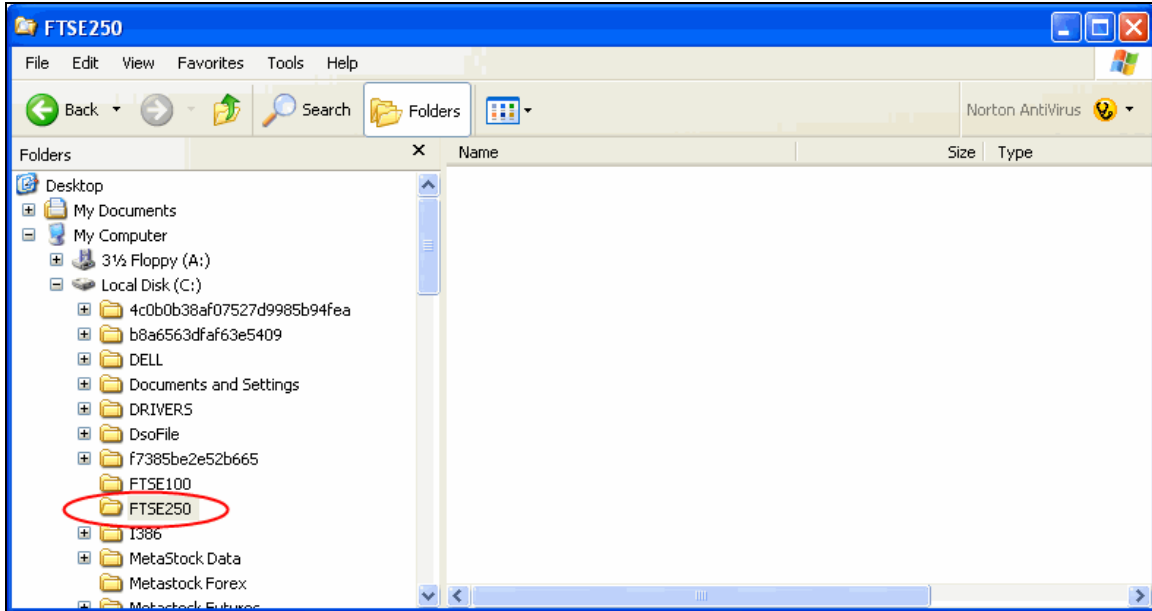 FTSE250
File Edit View Favorites Tools Help
Back Search Folders Norton AntiVirus
Folders Name Size Type
Desktop
My Documents
My Computer
3½ Floppy (A:)
Local Disk (C:)
4c0b0b38af07527d9985b94fea
b8a6563dfaf63e5409
DELL
Documents and Settings
DRIVERS
DsoFile
f7385be2e52b665
FTSE100
FTSE250
I386
MetaStock Data
Metastock Forex
Metastock Futures